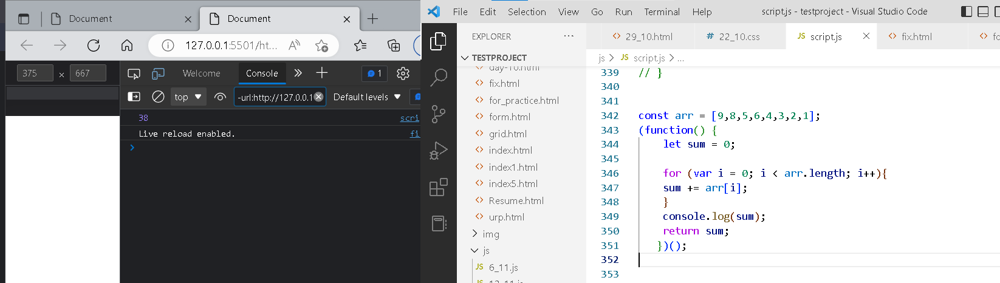 Document
Document
127.0.0.1:5501/ht...
375 × 667
Welcome
Console
1
top
-url:http://127.0.0.1
Default levels
38
scri
Live reload enabled.
fi
File Edit Selection View Go Run Terminal Help
script.js - testproject - Visual Studio Code
EXPLORER
...
TESTPROJECT
day-10.html
fix.html
for_practice.html
form.html
grid.html
index.html
index1.html
index5.html
Resume.html
urp.html
img
js
JS 6_11.js
29_10.html
# 22_10.css
JS script.js
fix.html
fo
js > JS script.js > ...
339 // }
340
341
342 const arr = [9,8,5,6,4,3,2,1];
343 (function() {
344 let sum = 0;
345
346 for (var i = 0; i < arr.length; i++){
347 sum += arr[i];
348 }
349 console.log(sum);
350 return sum;
351 })();
352
353